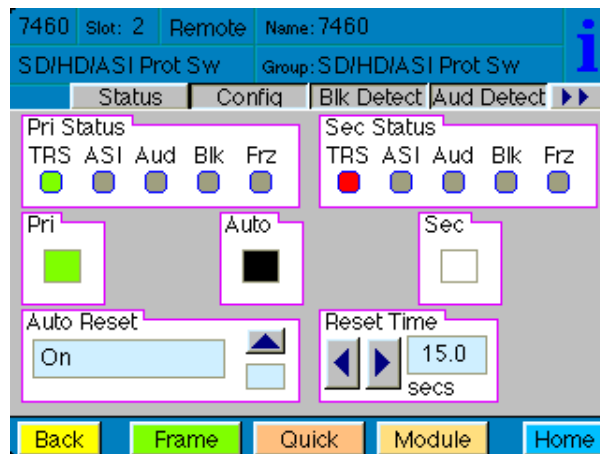 7460 Slot: 2 Remote Name: 7460
SD/HD/ASI Prot Sw Group: SD/HD/ASI Prot Sw
i
Status Config Blk Detect Aud Detect
Pri Status Sec Status
TRS ASI Aud Blk Frz TRS ASI Aud Blk Frz
Pri Auto Sec
Auto Reset Reset Time
On 15.0
secs
Back Frame Quick Module Home